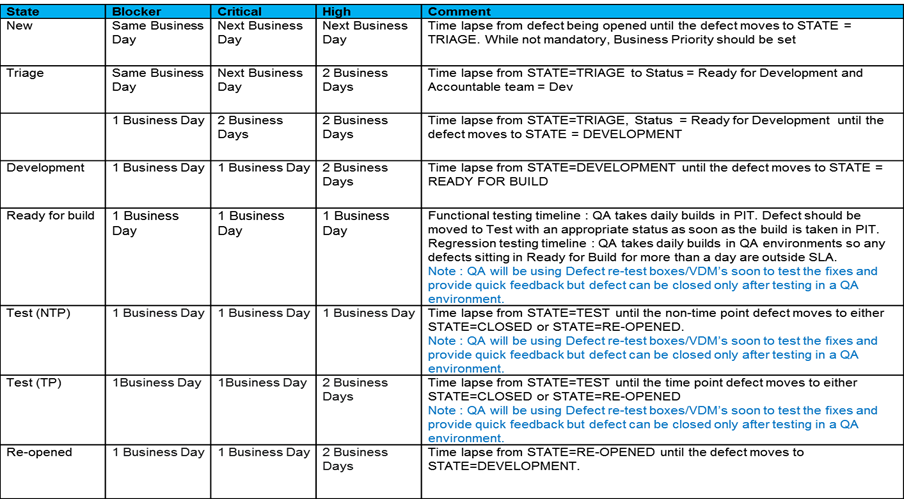 State Blocker Critical High Comment
New Same Business Day Next Business Day Next Business Day Time lapse from defect being opened until the defect moves to STATE =
TRIAGE. While not mandatory, Business Priority should be set
Triage Same Business Day Next Business Day 2 Business Days Time lapse from STATE=TRIAGE to Status = Ready for Development and
Accountable team = Dev
1 Business Day 2 Business Days 2 Business Days Time lapse from STATE=TRIAGE, Status = Ready for Development until the
defect moves to STATE = DEVELOPMENT
Development 1 Business Day 1 Business Day 2 Business Days Time lapse from STATE=DEVELOPMENT until the defect moves to STATE =
READY FOR BUILD
Ready for build 1 Business Day 1 Business Day 1 Business Day Functional testing timeline : QA takes daily builds in PIT. Defect should be
moved to Test with an appropriate status as soon as the build is taken in PIT.
Regression testing timeline : QA takes daily builds in QA environments so any
defects sitting in Ready for Build for more than a day are outside SLA.
Note : QA will be using Defect re-test boxes/VDM's soon to test the fixes and
provide quick feedback but defect can be closed only after testing in a QA
environment.
Test (NTP) 1 Business Day 1 Business Day 1 Business Day Time lapse from STATE=TEST until the non-time point defect moves to either
STATE=CLOSED or STATE=RE-OPENED.
Note : QA will be using Defect re-test boxes/VDM's soon to test the fixes and
provide quick feedback but defect can be closed only after testing in a QA
environment.
Test (TP) 1Business Day 1Business Day 2 Business Days Time lapse from STATE=TEST until the time point defect moves to either
STATE=CLOSED or STATE=RE-OPENED
Note : QA will be using Defect re-test boxes/VDM's soon to test the fixes and
provide quick feedback but defect can be closed only after testing in a QA
environment.
Re-opened 1 Business Day 1 Business Day 2 Business Days Time lapse from STATE=RE-OPENED until the defect moves to
STATE=DEVELOPMENT.